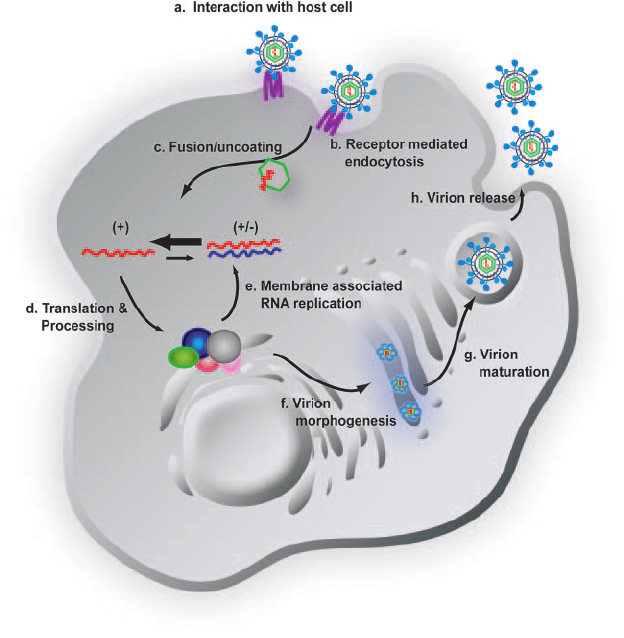 a. Interaction with host cell
c. Fusion/uncoating
b. Receptor mediated
endocytosis
h. Virion release
(+)
(+/-)
e. Membrane associated
RNA replication
d. Translation &
Processing
g. Virion
maturation
f. Virion
morphogenesis